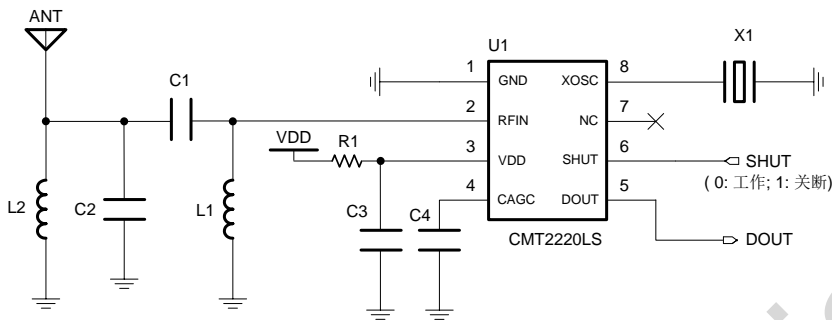 ANT
U1
X1
C1
1
GND
XOSC
8
2
RFIN
NC
7
VDD
R1
3
VDD
SHUT
6
SHUT
( 0: 工作; 1: 关断)
L2
C2
L1
C3
C4
4
CAGC
DOUT
5
CMT2220LS
DOUT